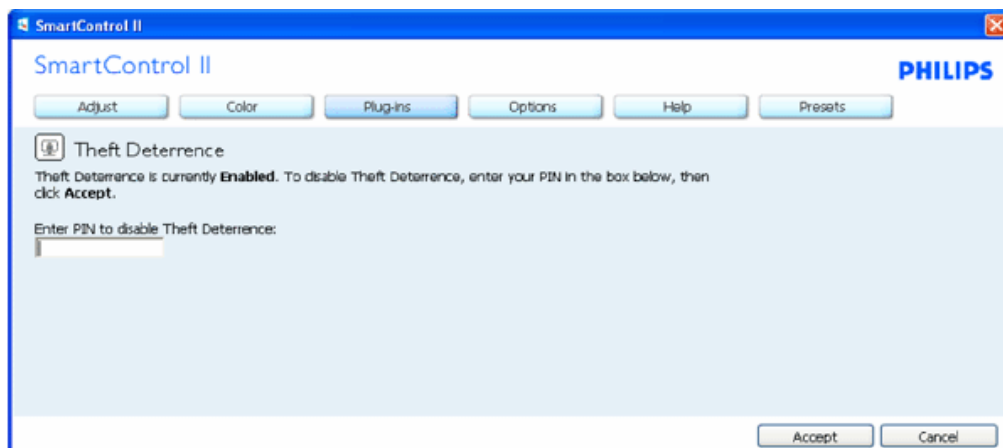 SmartControl II
SmartControl II
PHILIPS
Adjust Color Plug-ins Options Help Presets
Theft Deterrence
Theft Deterrence is currently Enabled. To disable Theft Deterrence, enter your PIN in the box below, then
click Accept.
Enter PIN to disable Theft Deterrence:
Accept Cancel